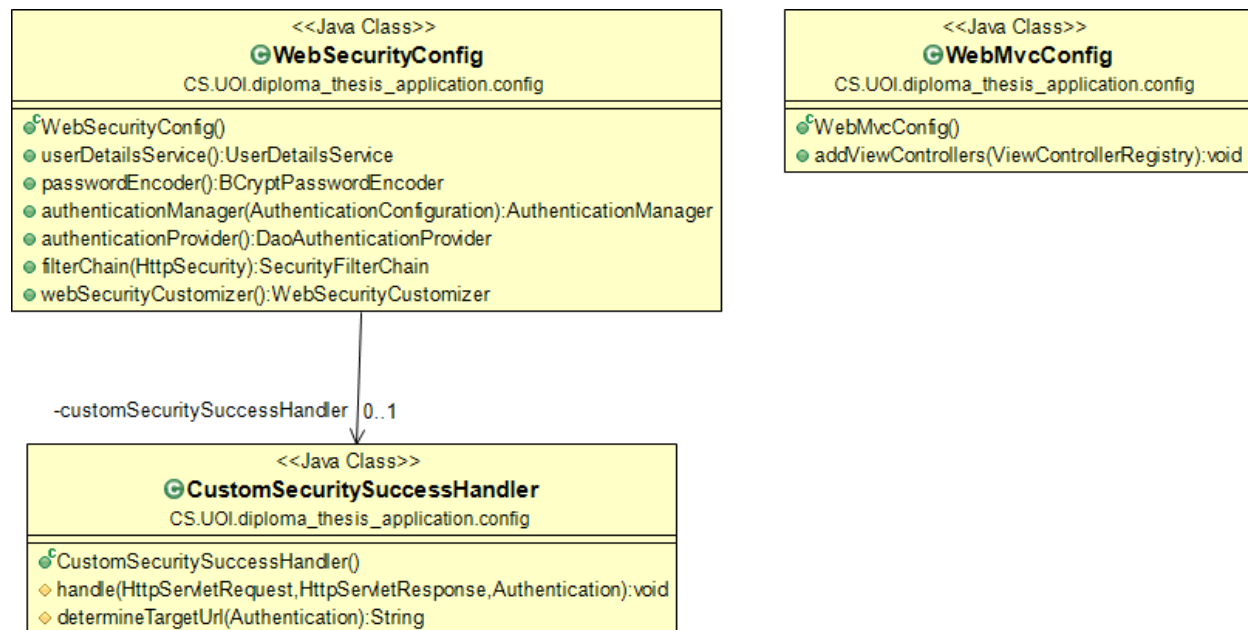 <<Java Class>>
WebSecurityConfig
CS.UOI.diploma_thesis_application.config
WebSecurityConfig()
userDetailsService():UserDetailsService
passwordEncoder():BCryptPasswordEncoder
authenticationManager(AuthenticationConfiguration):AuthenticationManager
authenticationProvider():DaoAuthenticationProvider
filterChain(HttpSecurity):SecurityFilterChain
webSecurityCustomizer():WebSecurityCustomizer
<<Java Class>>
WebMvcConfig
CS.UOI.diploma_thesis_application.config
WebMvcConfig()
addViewControllers(ViewControllerRegistry):void
-customSecuritySuccessHandler 0..1
<<Java Class>>
CustomSecuritySuccessHandler
CS.UOI.diploma_thesis_application.config
CustomSecuritySuccessHandler()
handle(HttpServletRequest,HttpServletResponse,Authentication):void
determineTargetUrl(Authentication):String